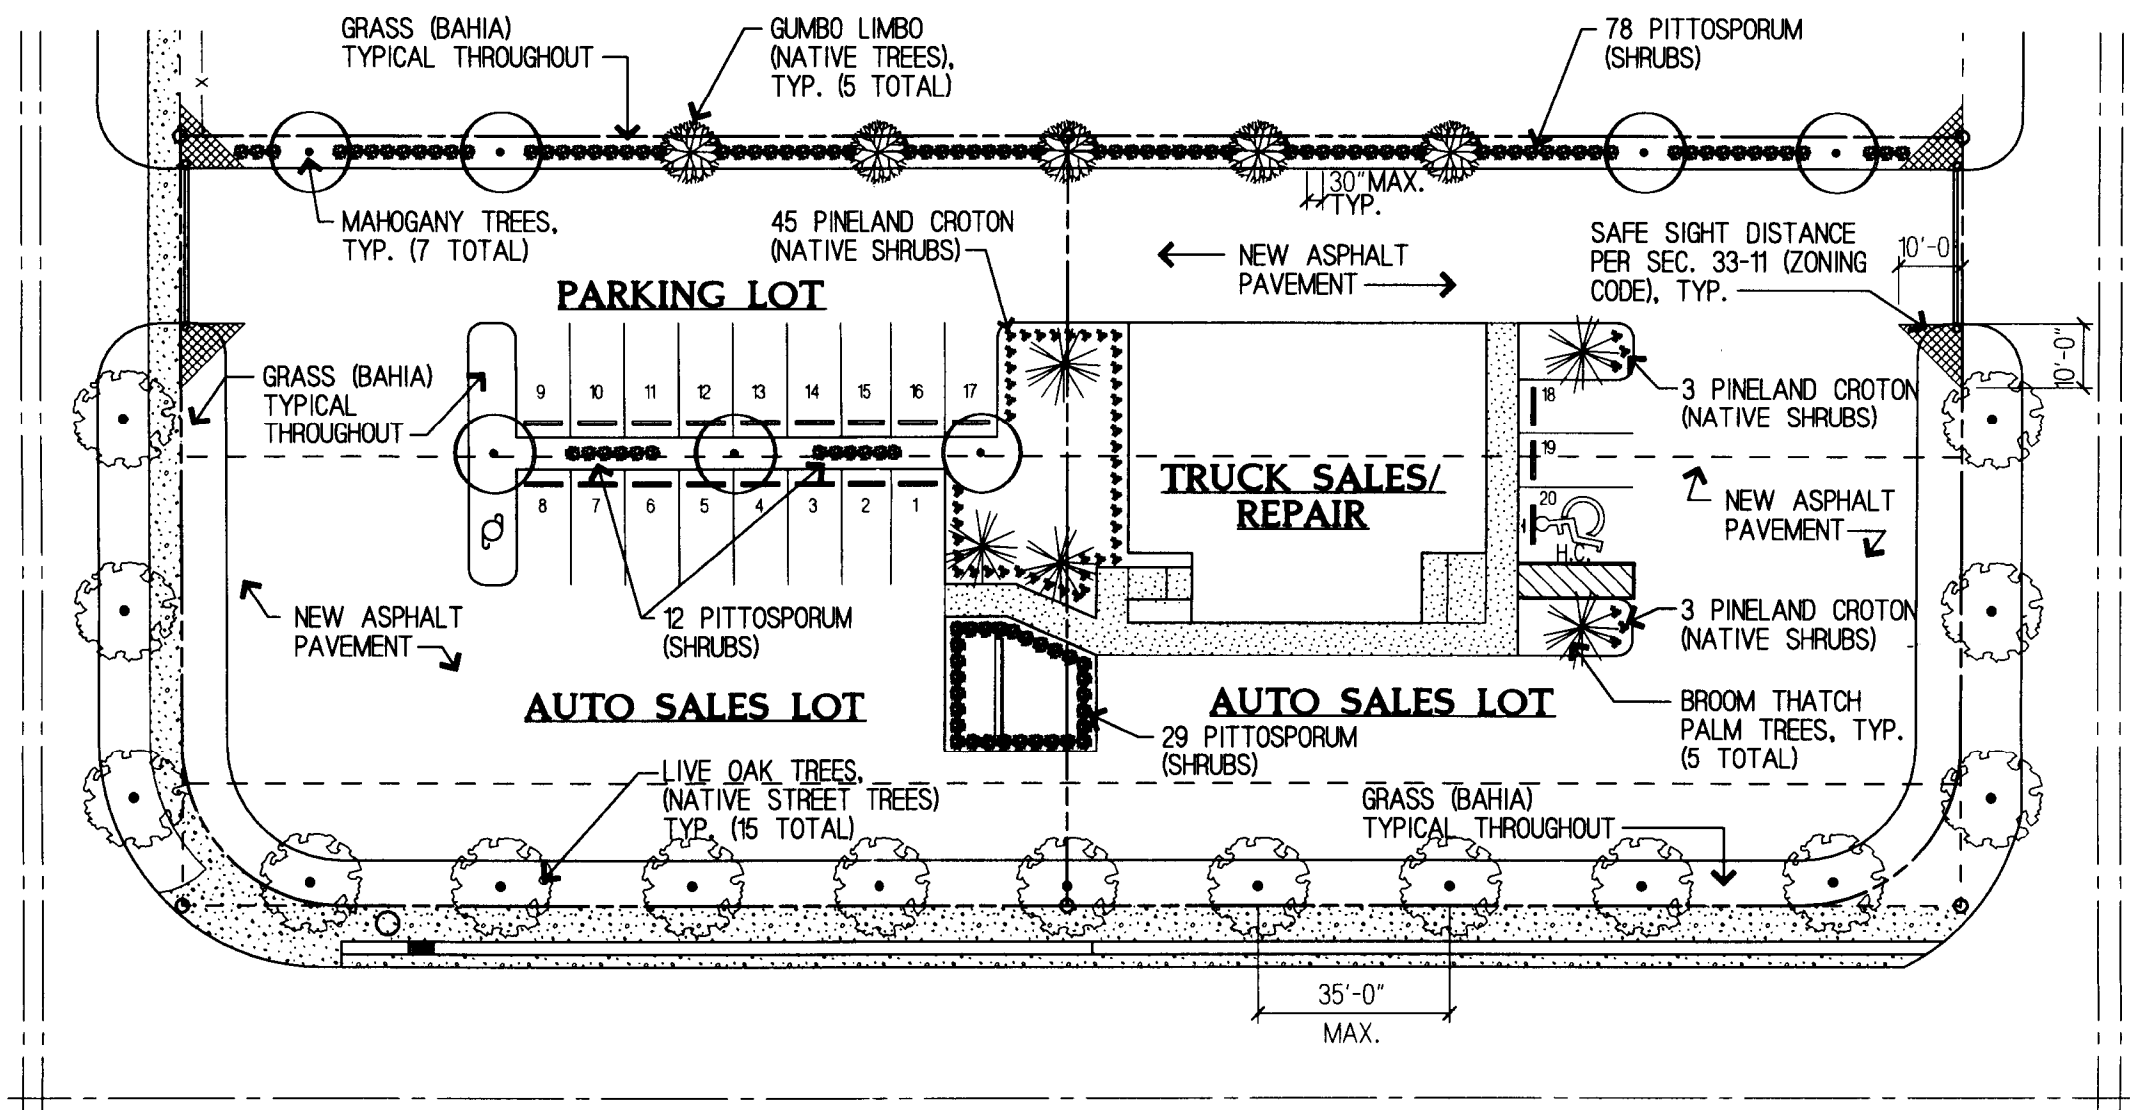 GRASS (BAHIA)
TYPICAL THROUGHOUT
GUMBO LIMBO
(NATIVE TREES),
TYP. (5 TOTAL)
78 PITTOSPORUM
(SHRUBS)
X
MAHOGANY TREES,
TYP. (7 TOTAL)
45 PINELAND CROTON
(NATIVE SHRUBS)
30"MAX.
TYP.
NEW ASPHALT
PAVEMENT
SAFE SIGHT DISTANCE
PER SEC. 33-11 (ZONING
CODE), TYP.
10'-0
10'-0"
PARKING LOT
GRASS (BAHIA)
TYPICAL
THROUGHOUT
9 10 11 12 13 14 15 16 17
8 7 6 5 4 3 2 1
18
19
20
H.C.
3 PINELAND CROTON
(NATIVE SHRUBS)
TRUCK SALES/
REPAIR
NEW ASPHALT
PAVEMENT
NEW ASPHALT
PAVEMENT
12 PITTOSPORUM
(SHRUBS)
3 PINELAND CROTON
(NATIVE SHRUBS)
AUTO SALES LOT
AUTO SALES LOT
BROOM THATCH
PALM TREES, TYP.
(5 TOTAL)
29 PITTOSPORUM
(SHRUBS)
LIVE OAK TREES,
(NATIVE STREET TREES)
TYP. (15 TOTAL)
GRASS (BAHIA)
TYPICAL THROUGHOUT
35'-0"
MAX.